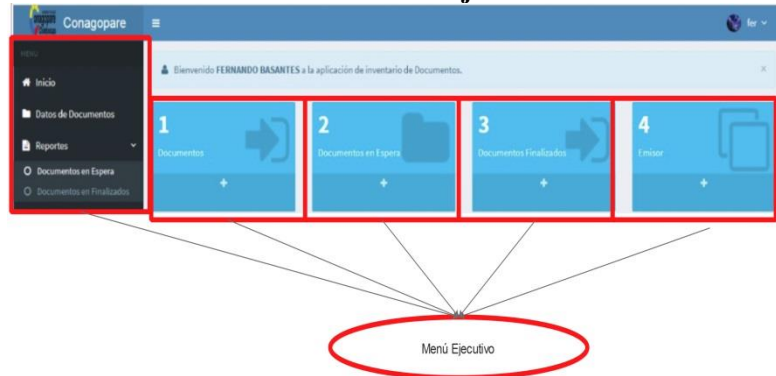 Conagopare
fer
MENU
Inicio
Bienvenido FERNANDO BASANTES a la aplicación de inventario de Documentos.
×
Datos de Documentos
Reportes
Documentos en Espera
Documentos en Finalizados
1
Documentos
+
2
Documentos en Espera
+
3
Documentos Finalizados
+
4
Emisor
+
Menú Ejecutivo